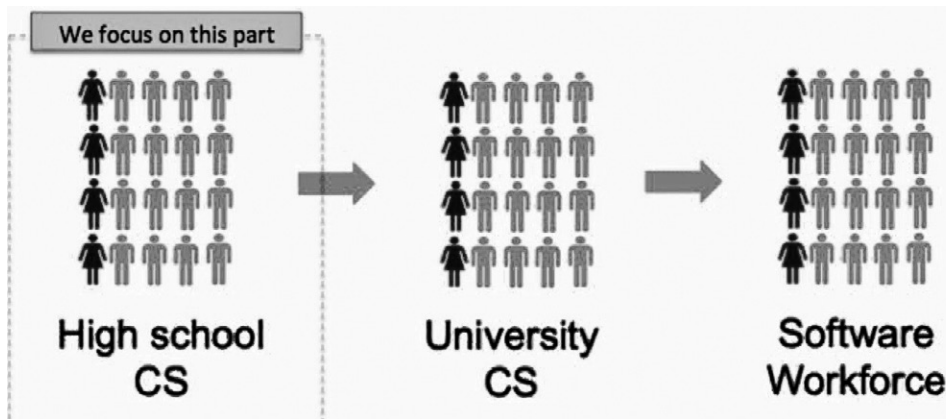 We focus on this part
High school
CS
University
CS
Software
Workforce